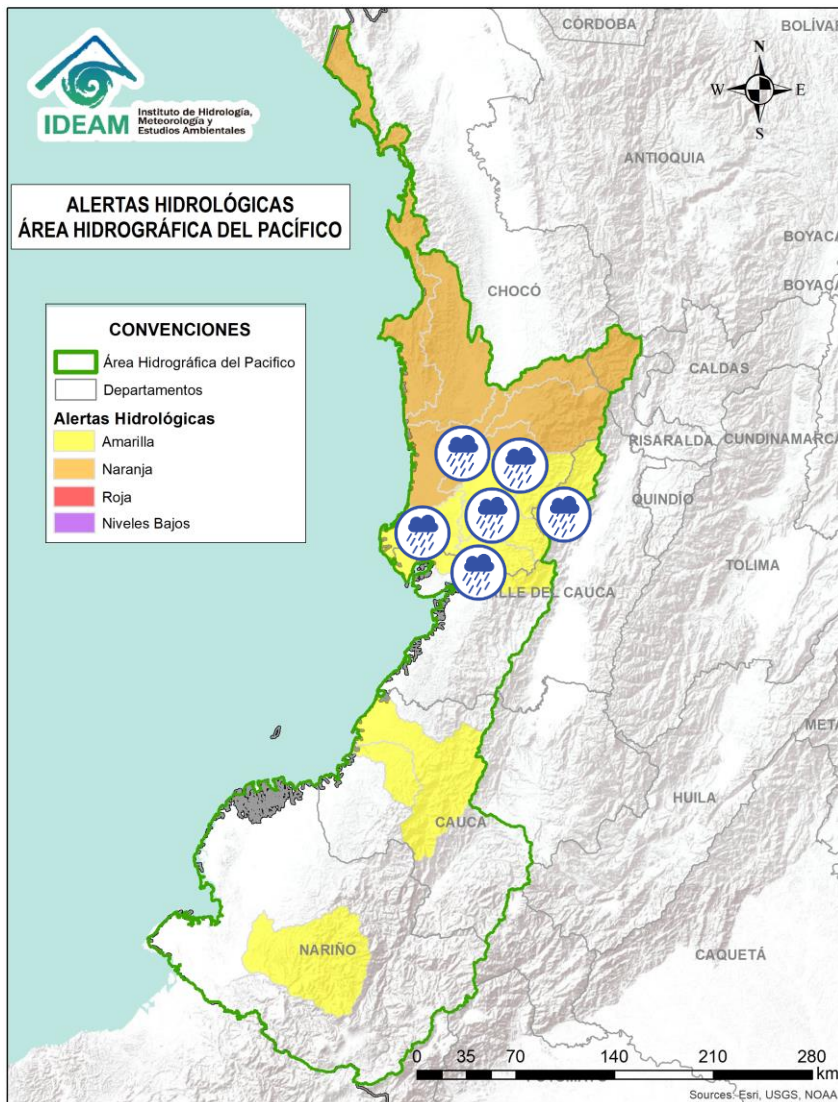 IDEAM
Instituto de Hidrología,
Meteorología y
Estudios Ambientales
ALERTAS HIDROLÓGICAS
ÁREA HIDROGRÁFICA DEL PACÍFICO
CONVENCIONES
Área Hidrográfica del Pacifico
Departamentos
Alertas Hidrológicas
Amarilla
Naranja
Roja
Niveles Bajos
N
W
E
S
CÓRDOBA
BOLÍVA
ANTIOQUIA
BOYACÁ
BOYACÁ
CHOCÓ
CALDAS
RISARALDA
CUNDINAMARCA
QUINDÍO
TOLIMA
ALLE DEL CAUCA
META
HUILA
CAUCA
NARIÑO
CAQUETÁ
0 35 70 140 210 280
km
Sources: Esri, USGS, NOAA